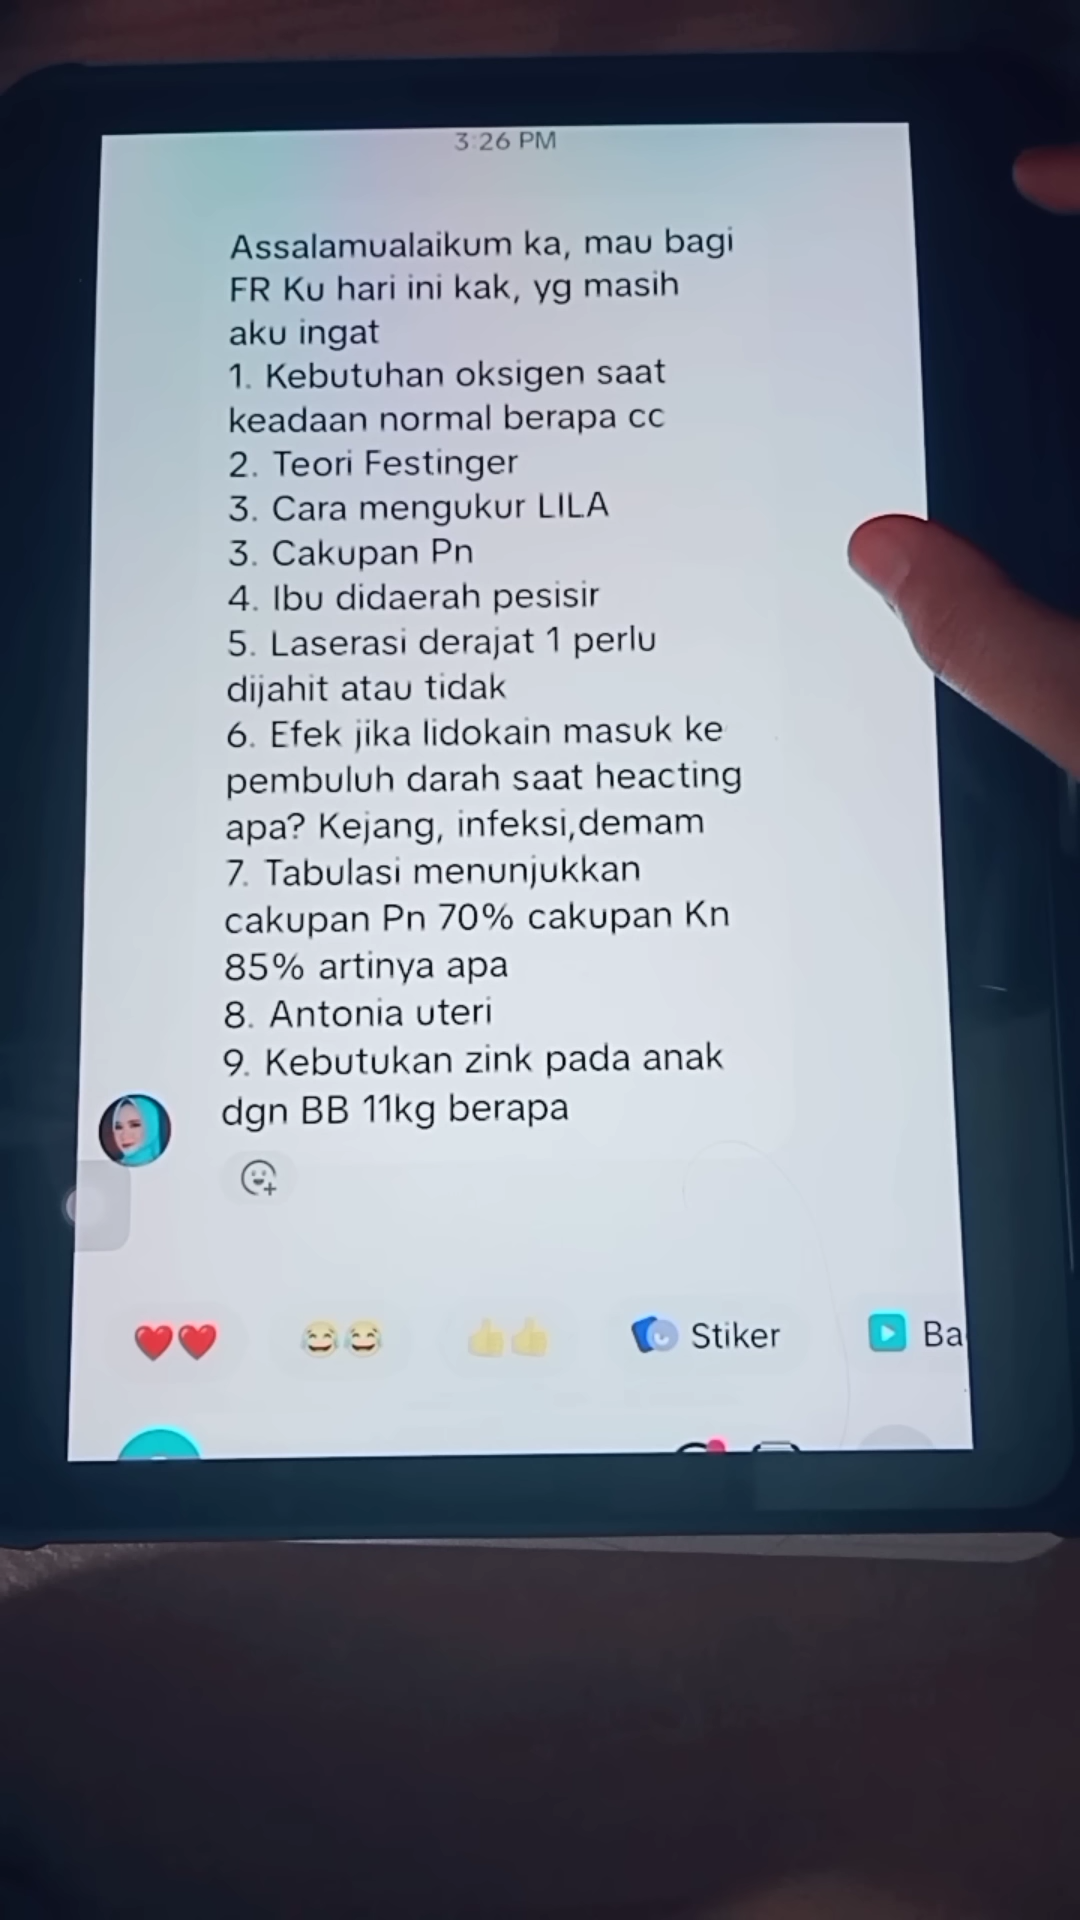 3:26 PM
Assalamualaikum ka, mau bagi
FR Ku hari ini kak, yg masih
aku ingat
1. Kebutuhan oksigen saat
keadaan normal berapa cc
2. Teori Festinger
3. Cara mengukur LILA
3. Cakupan Pn
4. Ibu didaerah pesisir
5. Laserasi derajat 1 perlu
dijahit atau tidak
6. Efek jika lidokain masuk ke
pembuluh darah saat heacting
apa? Kejang, infeksi,demam
7. Tabulasi menunjukkan
cakupan Pn 70% cakupan Kn
85% artinya apa
8. Antonia uteri
9. Kebutukan zink pada anak
dgn BB 11kg berapa
Stiker
Ba